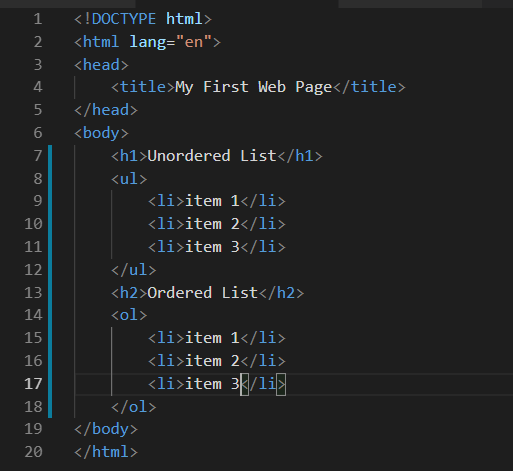 1 <!DOCTYPE html>
2 <html lang="en">
3 <head>
4     <title>My First Web Page</title>
5 </head>
6 <body>
7     <h1>Unordered List</h1>
8     <ul>
9         <li>item 1</li>
10         <li>item 2</li>
11         <li>item 3</li>
12     </ul>
13     <h2>Ordered List</h2>
14     <ol>
15         <li>item 1</li>
16         <li>item 2</li>
17         <li>item 3</li>
18     </ol>
19 </body>
20 </html>